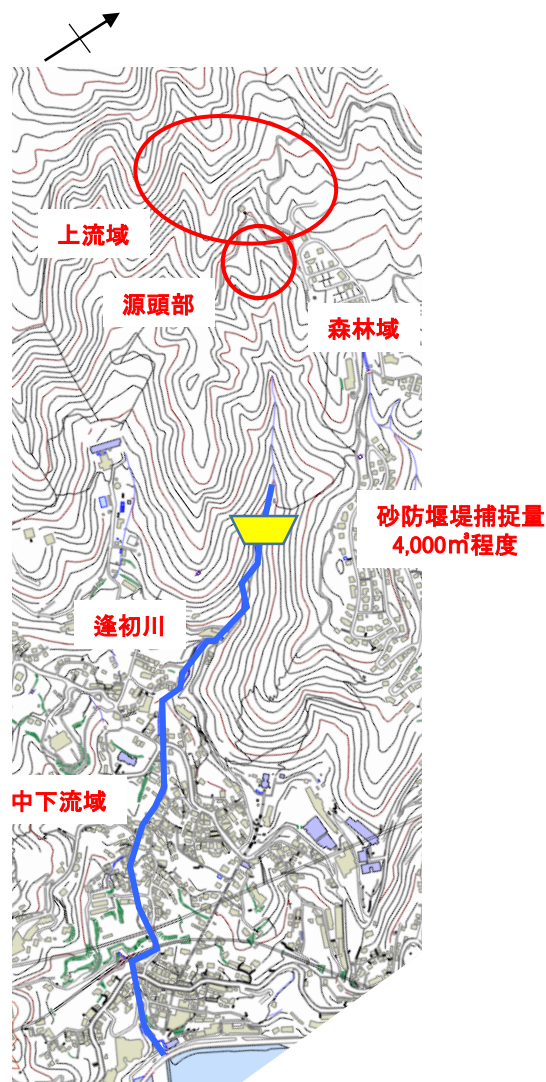 上流域
源頭部
森林域
砂防堰堤捕捉量
4,000㎥程度
逢初川
中下流域